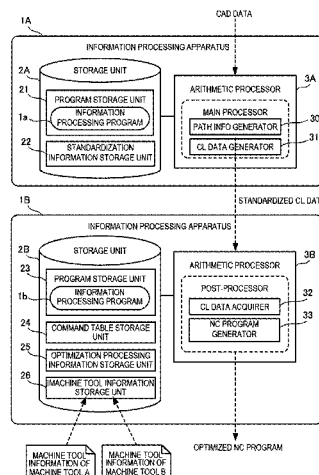 CAD DATA
1A
INFORMATION PROCESSING APPARATUS
2A
STORAGE UNIT
21
PROGRAM STORAGE UNIT
1a
INFORMATION
PROCESSING PROGRAM
22
STANDARDIZATION
INFORMATION STORAGE UNIT
3A
ARITHMETIC PROCESSOR
MAIN PROCESSOR
30
PATH INFO GENERATOR
31
CL DATA GENERATOR
STANDARDIZED CL DAT
1B
INFORMATION PROCESSING APPARATUS
2B
STORAGE UNIT
23
PROGRAM STORAGE UNIT
1b
INFORMATION
PROCESSING PROGRAM
24
COMMAND TABLE STORAGE
UNIT
25
OPTIMIZATION PROCESSING
INFORMATION STORAGE UNIT
26
MACHINE TOOL INFORMATION
STORAGE UNIT
3B
ARITHMETIC PROCESSOR
POST-PROCESSOR
32
CL DATA ACQUIRER
33
NC PROGRAM
GENERATOR
MACHINE TOOL
INFORMATION OF
MACHINE TOOL A
MACHINE TOOL
INFORMATION OF
MACHINE TOOL B
OPTIMIZED NC PROGRAM